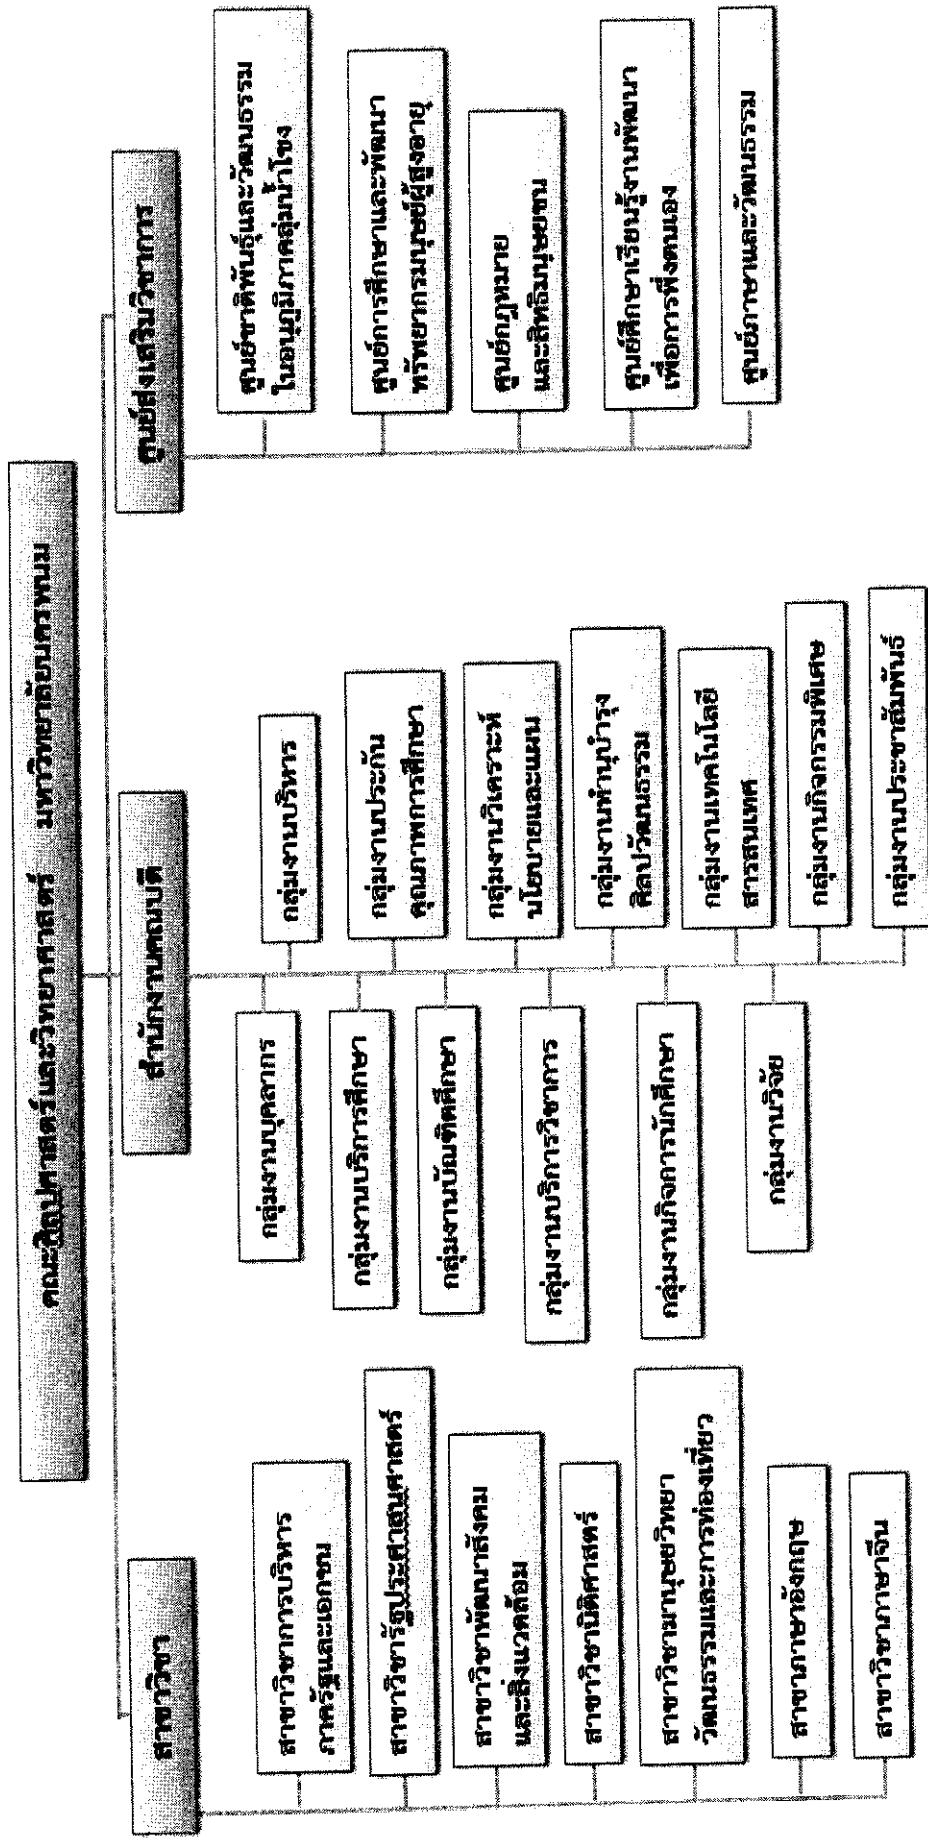 คณะศิลปศาสตร์และวิทยาศาสตร์ มหาวิทยาลัยนครพนม
สาขาวิชา
สาขาวิชาการบริหาร
ภาครัฐและเอกชน
สาขาวิชารัฐประศาสนศาสตร์
สาขาวิชาพัฒนาสังคม
และสิ่งแวดล้อม
สาขาวิชานิติศาสตร์
สาขาวิชามานุษยวิทยา
วัฒนธรรมและการท่องเที่ยว
สาขาภาษาอังกฤษ
สาขาวิชาภาษาจีน
สำนักงานคณบดี
กลุ่มงานบุคลากร
กลุ่มงานบริการศึกษา
กลุ่มงานบัณฑิตศึกษา
กลุ่มงานบริการวิชาการ
กลุ่มงานกิจการนักศึกษา
กลุ่มงานวิจัย
กลุ่มงานบริหาร
กลุ่มงานประกัน
คุณภาพการศึกษา
กลุ่มงานวิเคราะห์
นโยบายและแผน
กลุ่มงานทำนุบำรุง
ศิลปวัฒนธรรม
กลุ่มงานเทคโนโลยี
สารสนเทศ
กลุ่มงานกิจกรรมพิเศษ
กลุ่มงานประชาสัมพันธ์
ศูนย์ส่งเสริมวิชาการ
ศูนย์ชาติพันธุ์และวัฒนธรรม
ในอนุภูมิภาคลุ่มน้ำโขง
ศูนย์การศึกษาและพัฒนา
ทรัพยากรมนุษย์ผู้สูงอายุ
ศูนย์กฎหมาย
และสิทธิมนุษยชน
ศูนย์ศึกษาเรียนรู้งานพัฒนา
เพื่อการพึ่งตนเอง
ศูนย์ภาษาและวัฒนธรรม